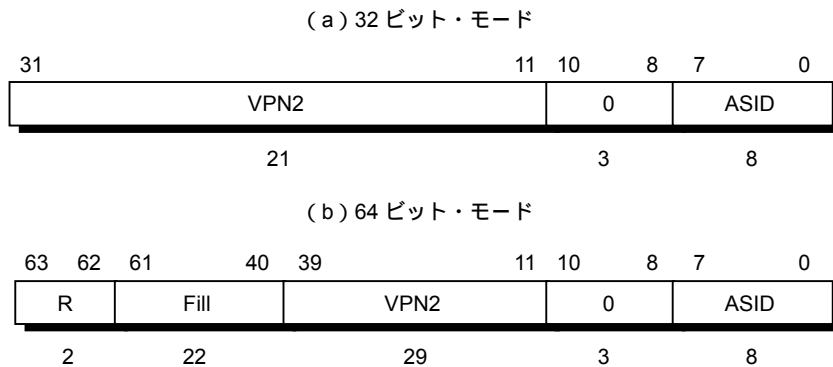 (a)32 ビット・モード
31 11 10 8 7 0
VPN2 0 ASID
21 3 8
(b)64 ビット・モード
63 62 61 40 39 11 10 8 7 0
R Fill VPN2 0 ASID
2 22 29 3 8